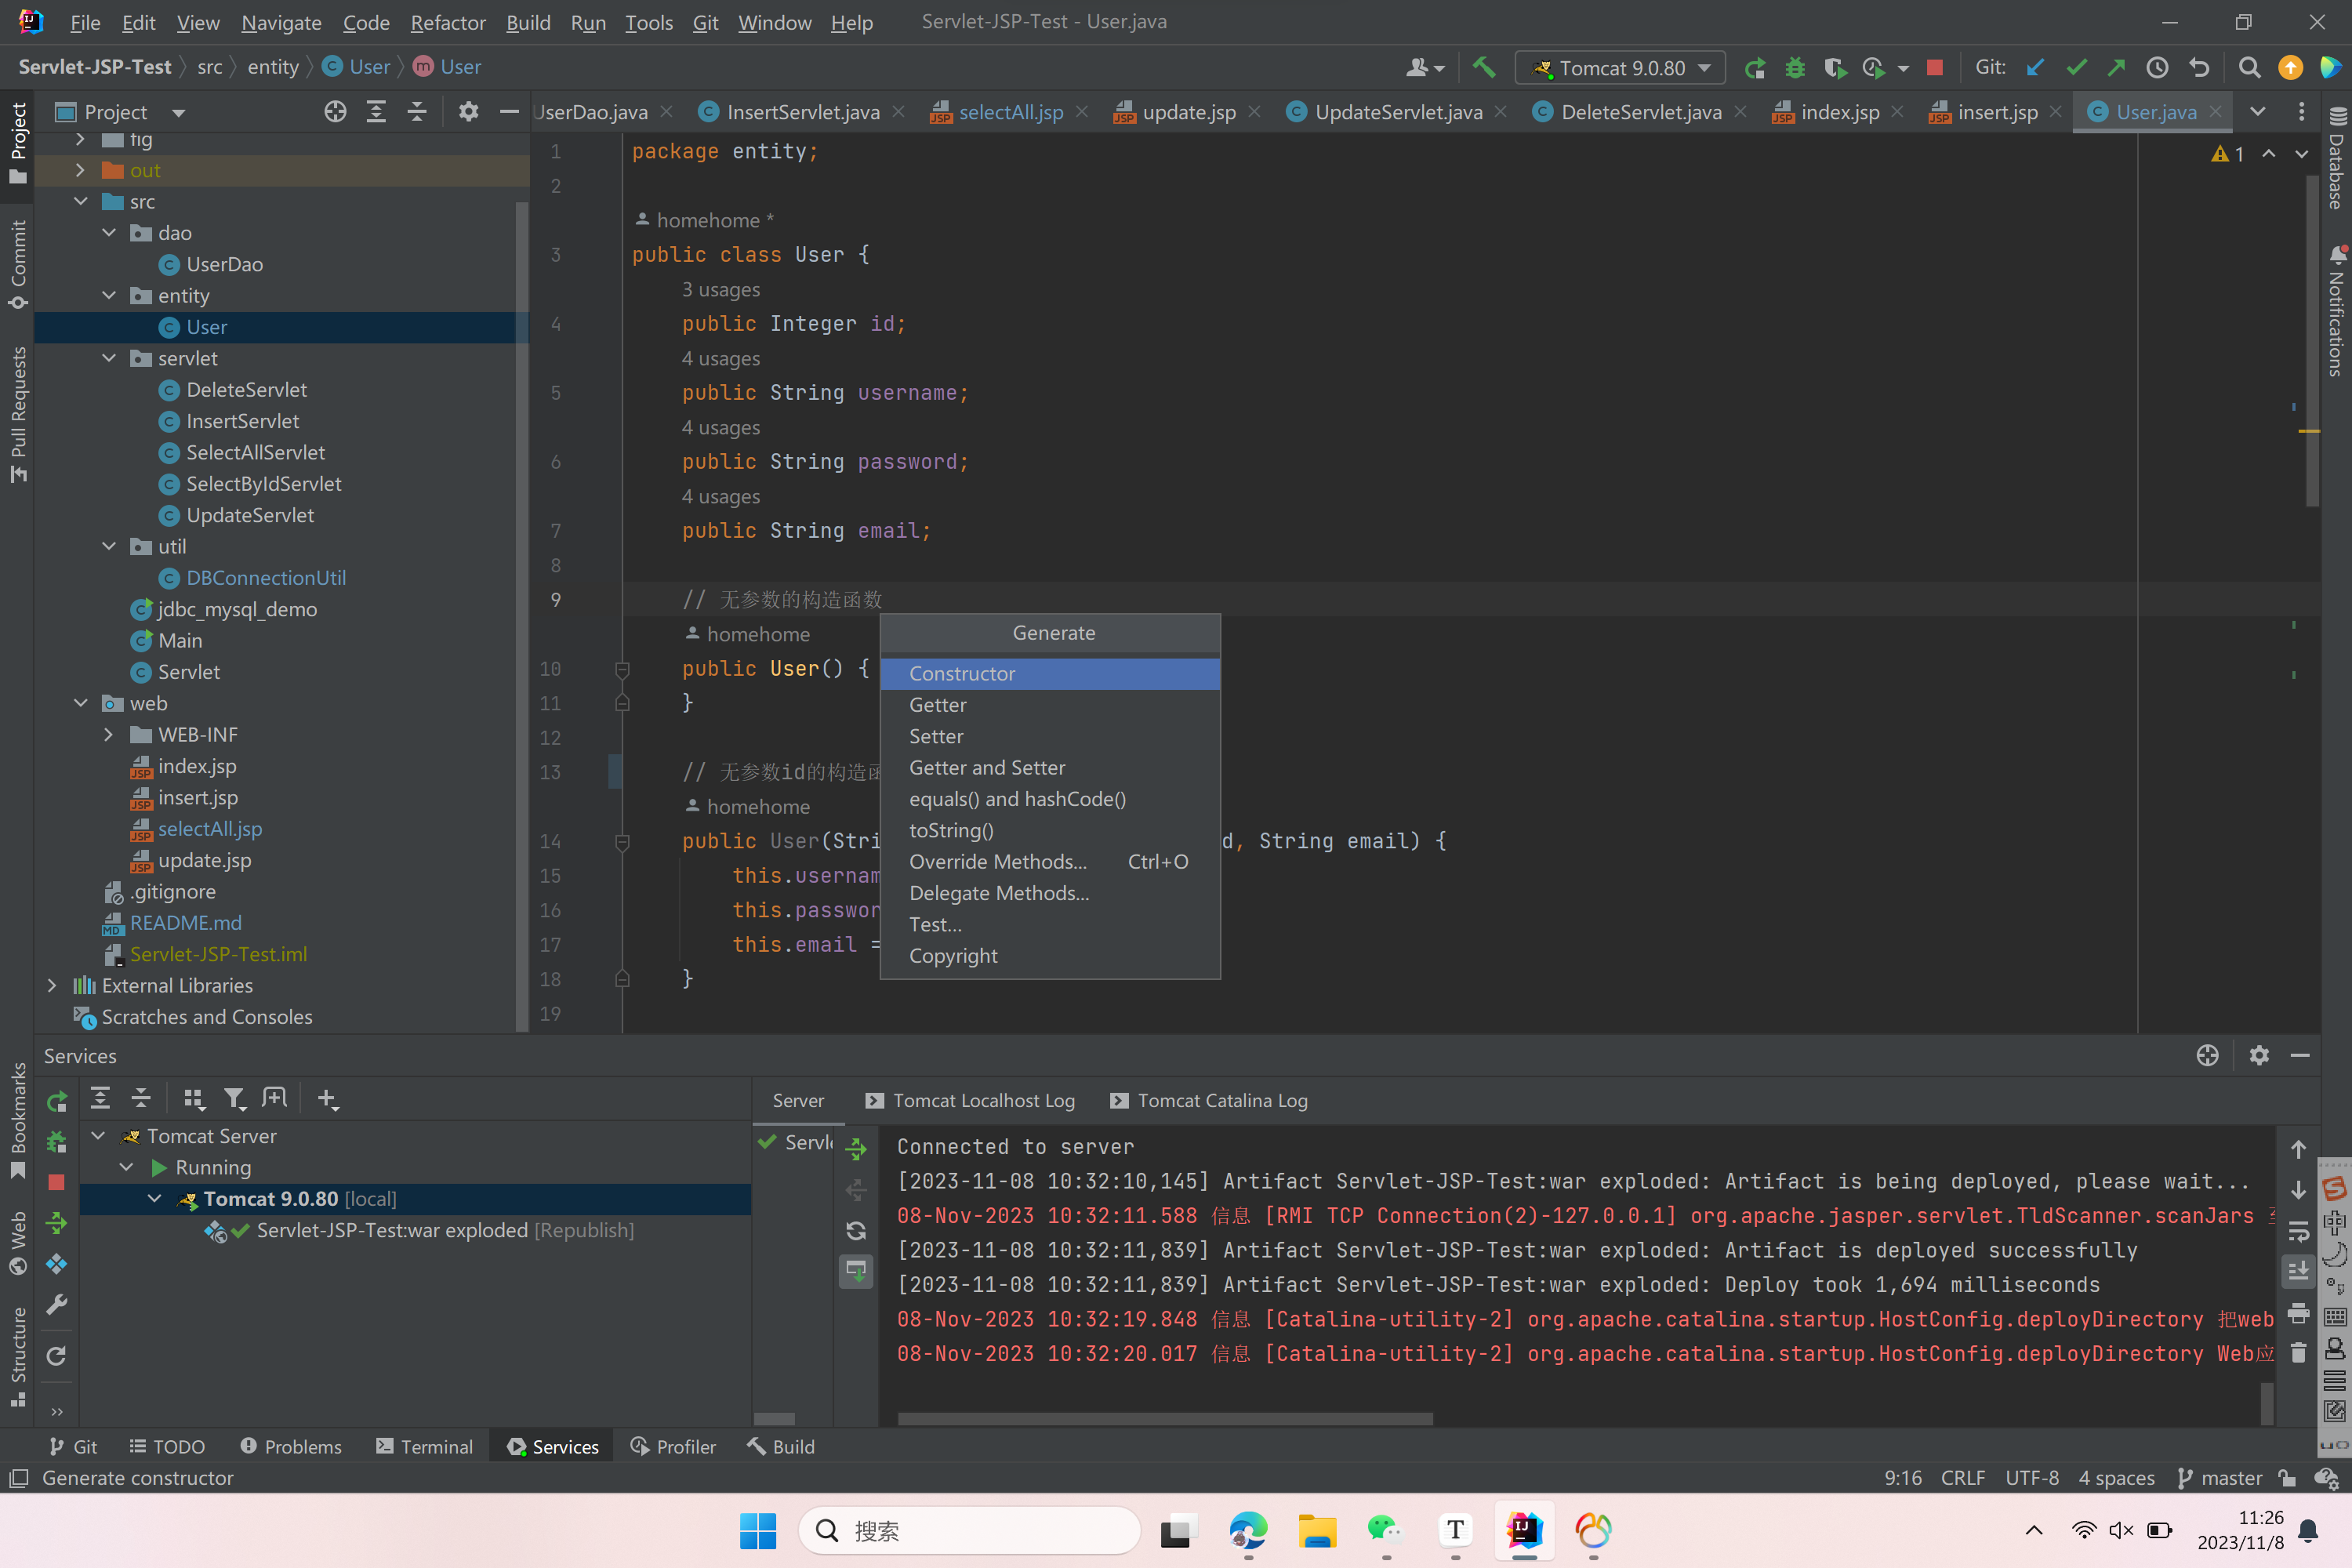 File Edit View Navigate Code Refactor Build Run Tools Git Window Help Servlet-JSP-Test - User.java
Servlet-JSP-Test src entity User User
Tomcat 9.0.80 Git:
Project
UserDao.java InsertServlet.java selectAll.jsp update.jsp UpdateServlet.java DeleteServlet.java index.jsp insert.jsp User.java
Project
Commit
Pull Requests
Bookmarks
Web
Structure
Database
Notifications
fig
out
src
dao
UserDao
entity
User
servlet
DeleteServlet
InsertServlet
SelectAllServlet
SelectByIdServlet
UpdateServlet
util
DBConnectionUtil
jdbc_mysql_demo
Main
Servlet
web
WEB-INF
index.jsp
insert.jsp
selectAll.jsp
update.jsp
.gitignore
README.md
Servlet-JSP-Test.iml
External Libraries
Scratches and Consoles
1 package entity; 1
2
homehome *
3 public class User {
3 usages
4 public Integer id;
4 usages
5 public String username;
4 usages
6 public String password;
4 usages
7 public String email;
8
9 // 无参数的构造函数
homehome
10 public User() {
11 }
12
13 // 无参数id的构造函
homehome
14 public User(Stri d, String email) {
15 this.usernam
16 this.passwor
17 this.email =
18 }
19
Generate
Constructor
Getter
Setter
Getter and Setter
equals() and hashCode()
toString()
Override Methods... Ctrl+O
Delegate Methods...
Test...
Copyright
Services
Tomcat Server
Running
Tomcat 9.0.80 [local]
Servlet-JSP-Test:war exploded [Republish]
Server Tomcat Localhost Log Tomcat Catalina Log
Servle
Connected to server
[2023-11-08 10:32:10,145] Artifact Servlet-JSP-Test:war exploded: Artifact is being deployed, please wait...
08-Nov-2023 10:32:11.588 信息 [RMI TCP Connection(2)-127.0.0.1] org.apache.jasper.servlet.TldScanner.scanJars 至
[2023-11-08 10:32:11,839] Artifact Servlet-JSP-Test:war exploded: Artifact is deployed successfully
[2023-11-08 10:32:11,839] Artifact Servlet-JSP-Test:war exploded: Deploy took 1,694 milliseconds
08-Nov-2023 10:32:19.848 信息 [Catalina-utility-2] org.apache.catalina.startup.HostConfig.deployDirectory 把web
08-Nov-2023 10:32:20.017 信息 [Catalina-utility-2] org.apache.catalina.startup.HostConfig.deployDirectory Web应
Git TODO Problems Terminal Services Profiler Build
Generate constructor 9:16 CRLF UTF-8 4 spaces master
搜索
11:26
2023/11/8